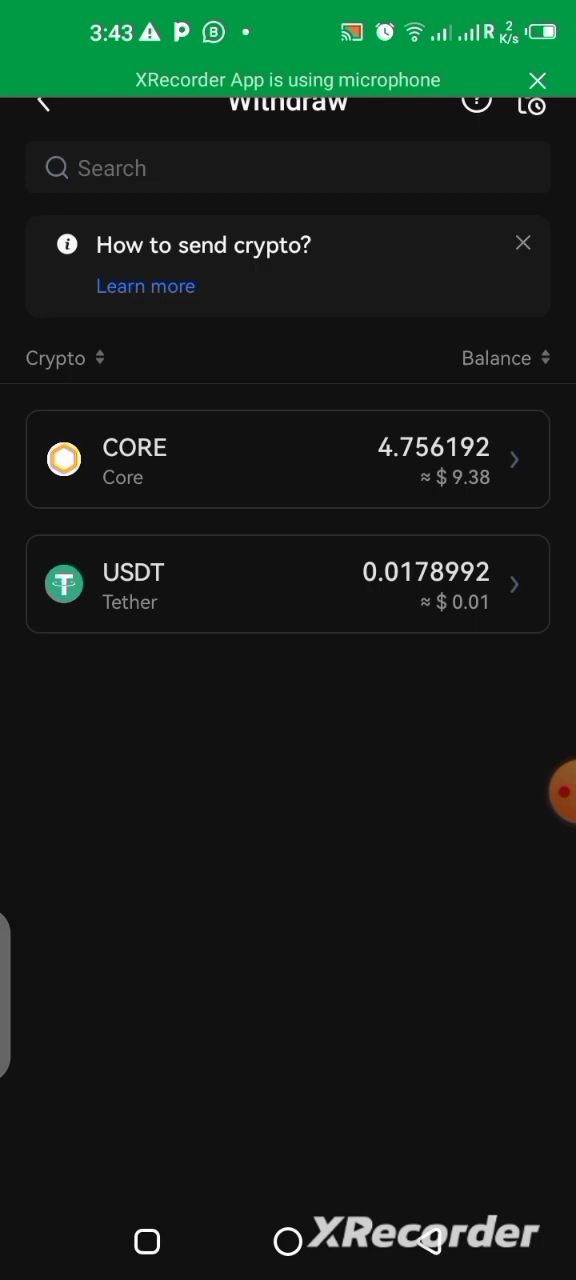 3:43
R 2 K/s
XRecorder App is using microphone
Withdraw
Search
How to send crypto?
Learn more
Crypto
Balance
CORE
4.756192
Core
≈ $ 9.38
USDT
0.0178992
Tether
≈ $ 0.01
XRecorder